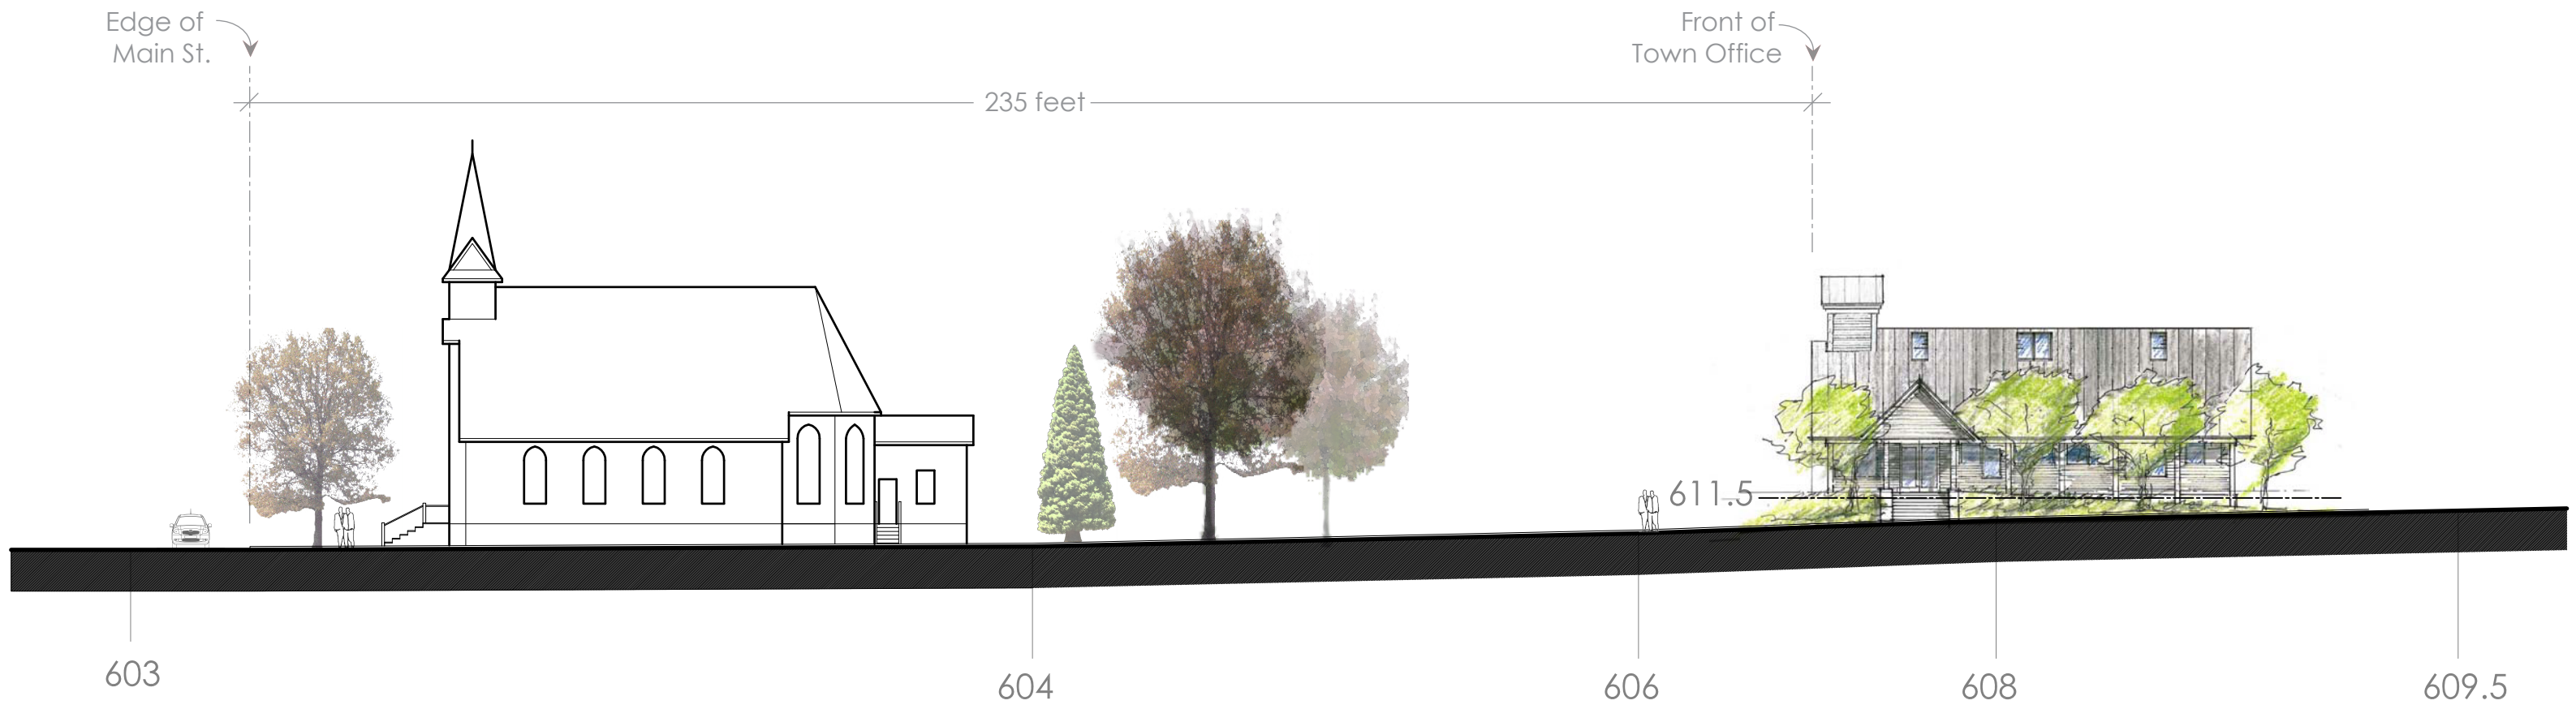 Edge of
Main St.
Front of
Town Office
235 feet
611.5
603
604
606
608
609.5